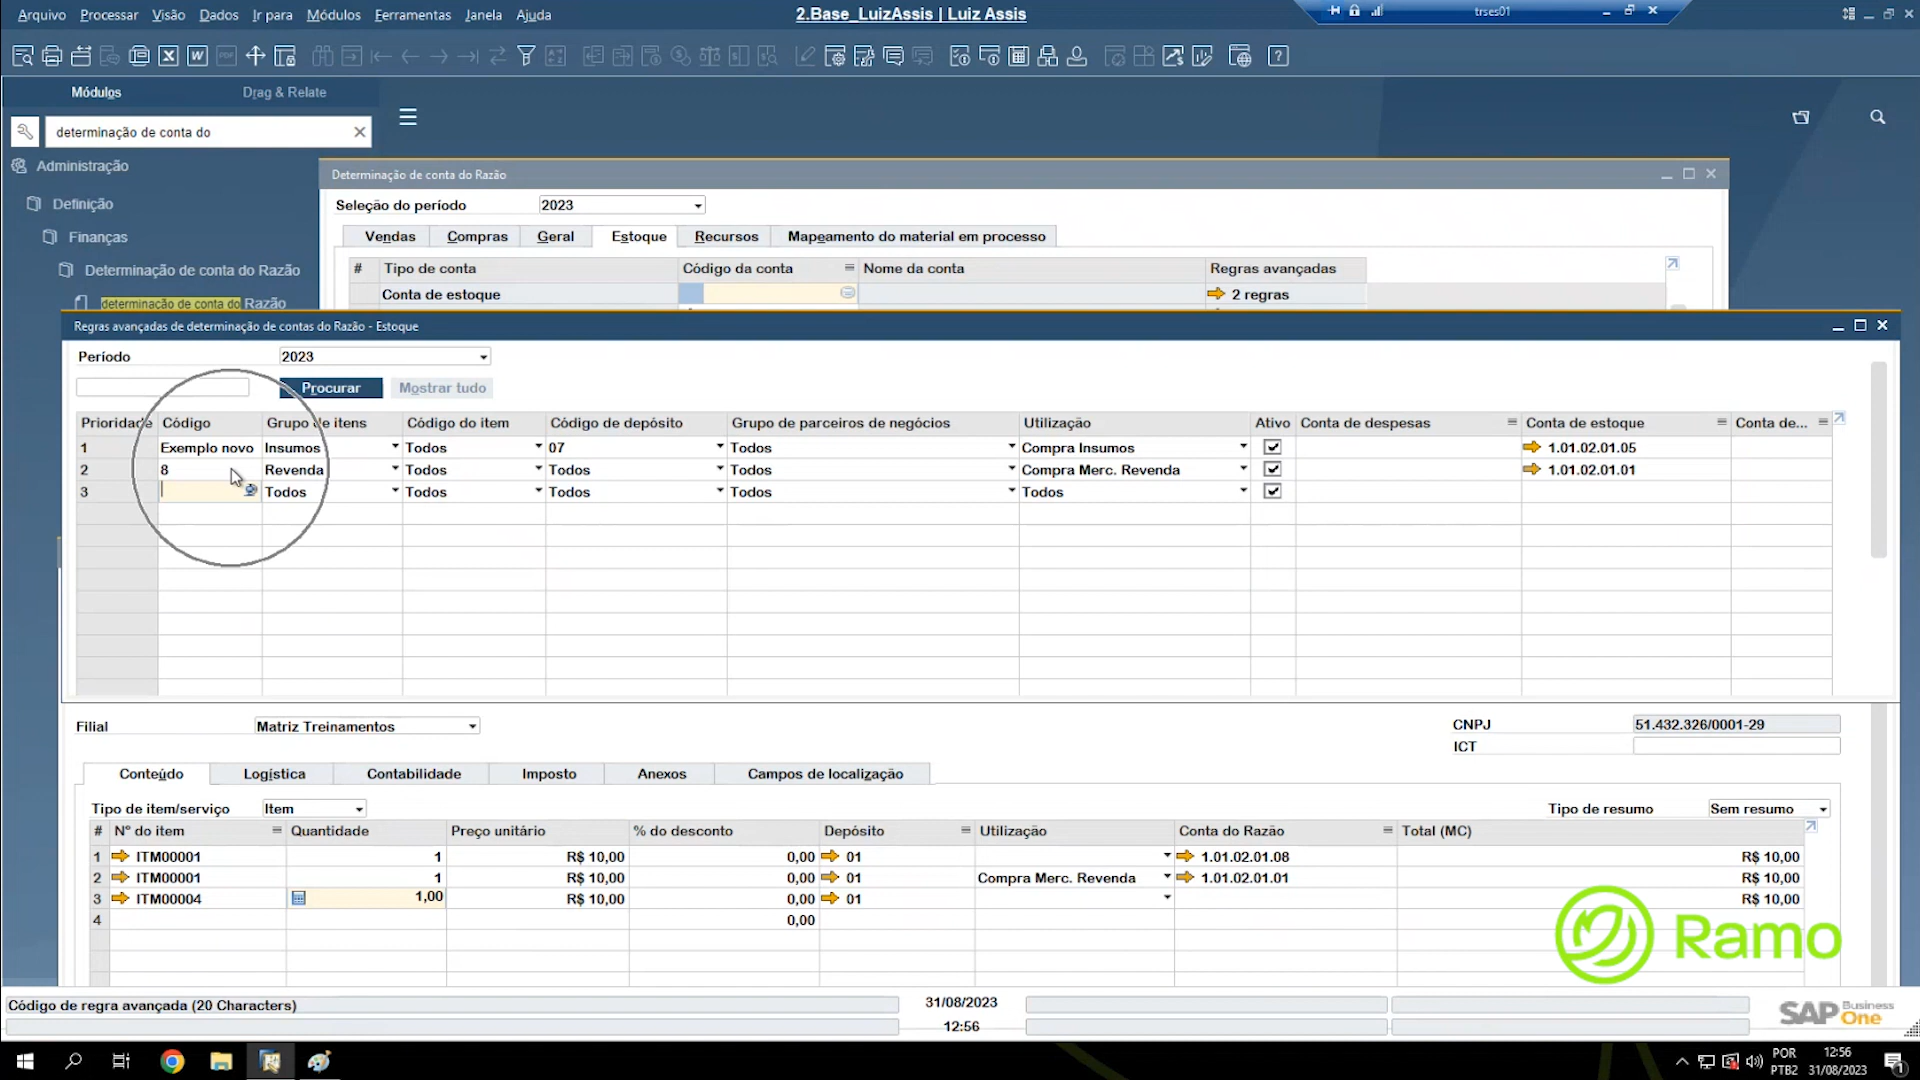 Arquivo Processar Visão Dados Ir para Módulos Ferramentas Janela Ajuda
2.Base_LuizAssis | Luiz Assis
trses01
Módulos Drag & Relate
determinação de conta do
Administração
Definição
Finanças
Determinação de conta do Razão
determinação de conta do Razão
Determinação de conta do Razão
Seleção do período 2023
Vendas Compras Geral Estoque Recursos Mapeamento do material em processo
# Tipo de conta Código da conta Nome da conta Regras avançadas
Conta de estoque 2 regras
Regras avançadas de determinação de contas do Razão - Estoque
Período 2023
Procurar Mostrar tudo
Prioridade Código Grupo de itens Código do item Código de depósito Grupo de parceiros de negócios Utilização Ativo Conta de despesas Conta de estoque Conta de...
1 Exemplo novo Insumos Todos 07 Todos Compra Insumos 1.01.02.01.05
2 8 Revenda Todos Todos Todos Compra Merc. Revenda 1.01.02.01.01
3 Todos Todos Todos Todos Todos
Filial Matriz Treinamentos CNPJ 51.432.326/0001-29
ICT
Conteúdo Logística Contabilidade Imposto Anexos Campos de localização
Tipo de item/serviço Item Tipo de resumo Sem resumo
# Nº do item Quantidade Preço unitário % do desconto Depósito Utilização Conta do Razão Total (MC)
1 ITM00001 1 R$ 10,00 0,00 01 1.01.02.01.08 R$ 10,00
2 ITM00001 1 R$ 10,00 0,00 01 Compra Merc. Revenda 1.01.02.01.01 R$ 10,00
3 ITM00004 1,00 R$ 10,00 0,00 01 R$ 10,00
4 0,00
Ramo
Código de regra avançada (20 Characters) 31/08/2023
12:56
SAP Business One
POR 12:56
PTB2 31/08/2023
1